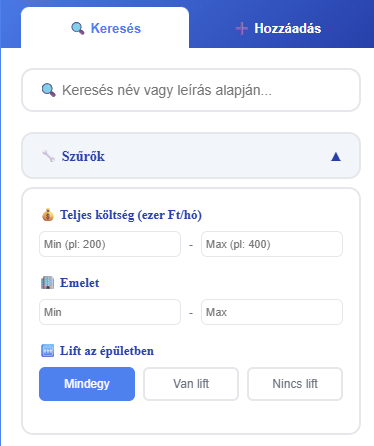 Keresés
Hozzáadás
Keresés név vagy leírás alapján...
Szűrők ▲
Teljes költség (ezer Ft/hó)
Min (pl: 200) - Max (pl: 400)
Emelet
Min - Max
Lift az épületben
Mindegy Van lift Nincs lift